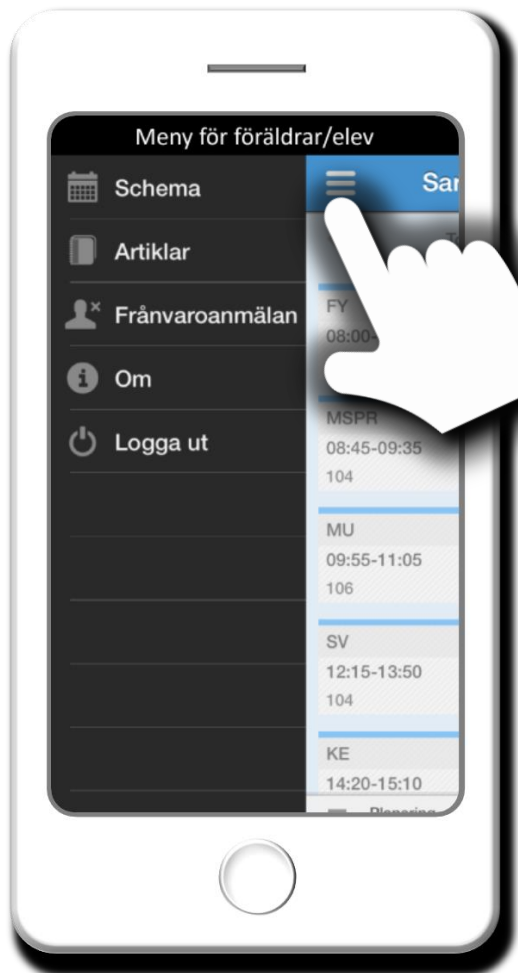 Meny för föräldrar/elev
Schema
Artiklar
Frånvaroanmälan
Om
Logga ut
FY
08:00-
MSPR
08:45-09:35
104
MU
09:55-11:05
106
SV
12:15-13:50
104
KE
14:20-15:10